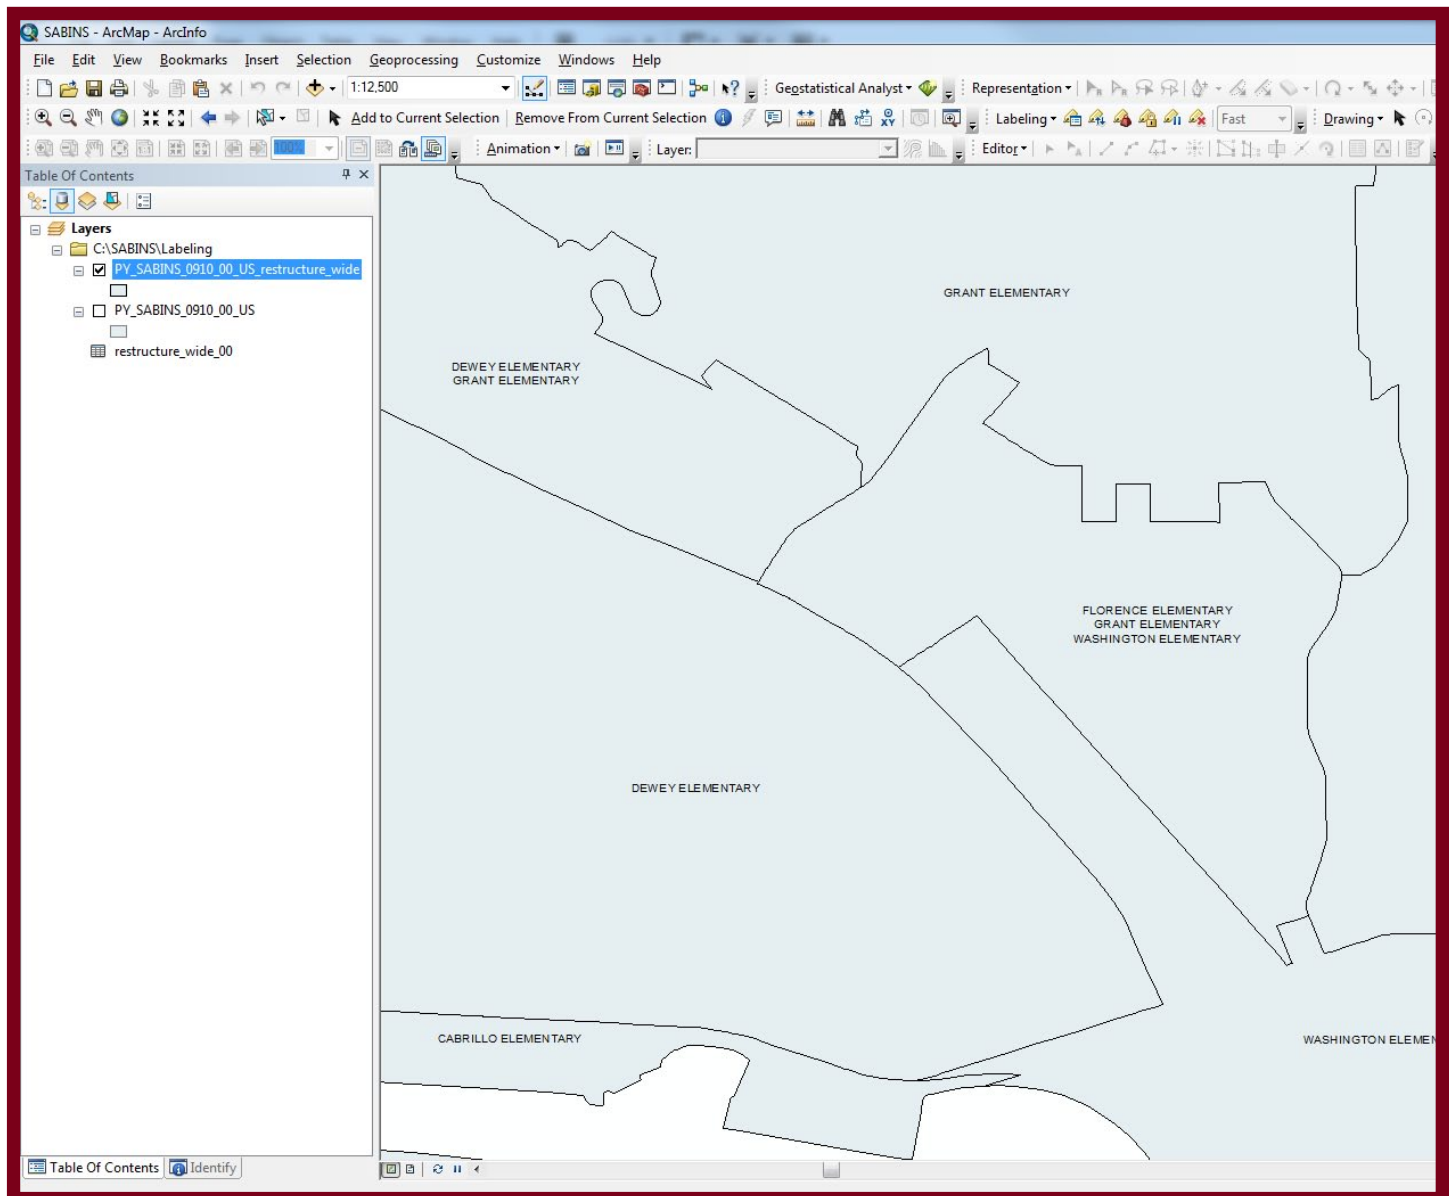 SABINS - ArcMap - ArcInfo
File Edit View Bookmarks Insert Selection Geoprocessing Customize Windows Help
1:12,500
Geostatistical Analyst
Representation
Add to Current Selection
Remove From Current Selection
Labeling
Fast
Drawing
100%
Animation
Layer:
Editor
Table Of Contents
Layers
C:\SABINS\Labeling
PY_SABINS_0910_00_US_restructure_wide
PY_SABINS_0910_00_US
restructure_wide_00
GRANT ELEMENTARY
DEWEY ELEMENTARY
GRANT ELEMENTARY
FLORENCE ELEMENTARY
GRANT ELEMENTARY
WASHINGTON ELEMENTARY
DEWEY ELEMENTARY
CABRILLO ELEMENTARY
WASHINGTON ELEMEN
Table Of Contents
Identify